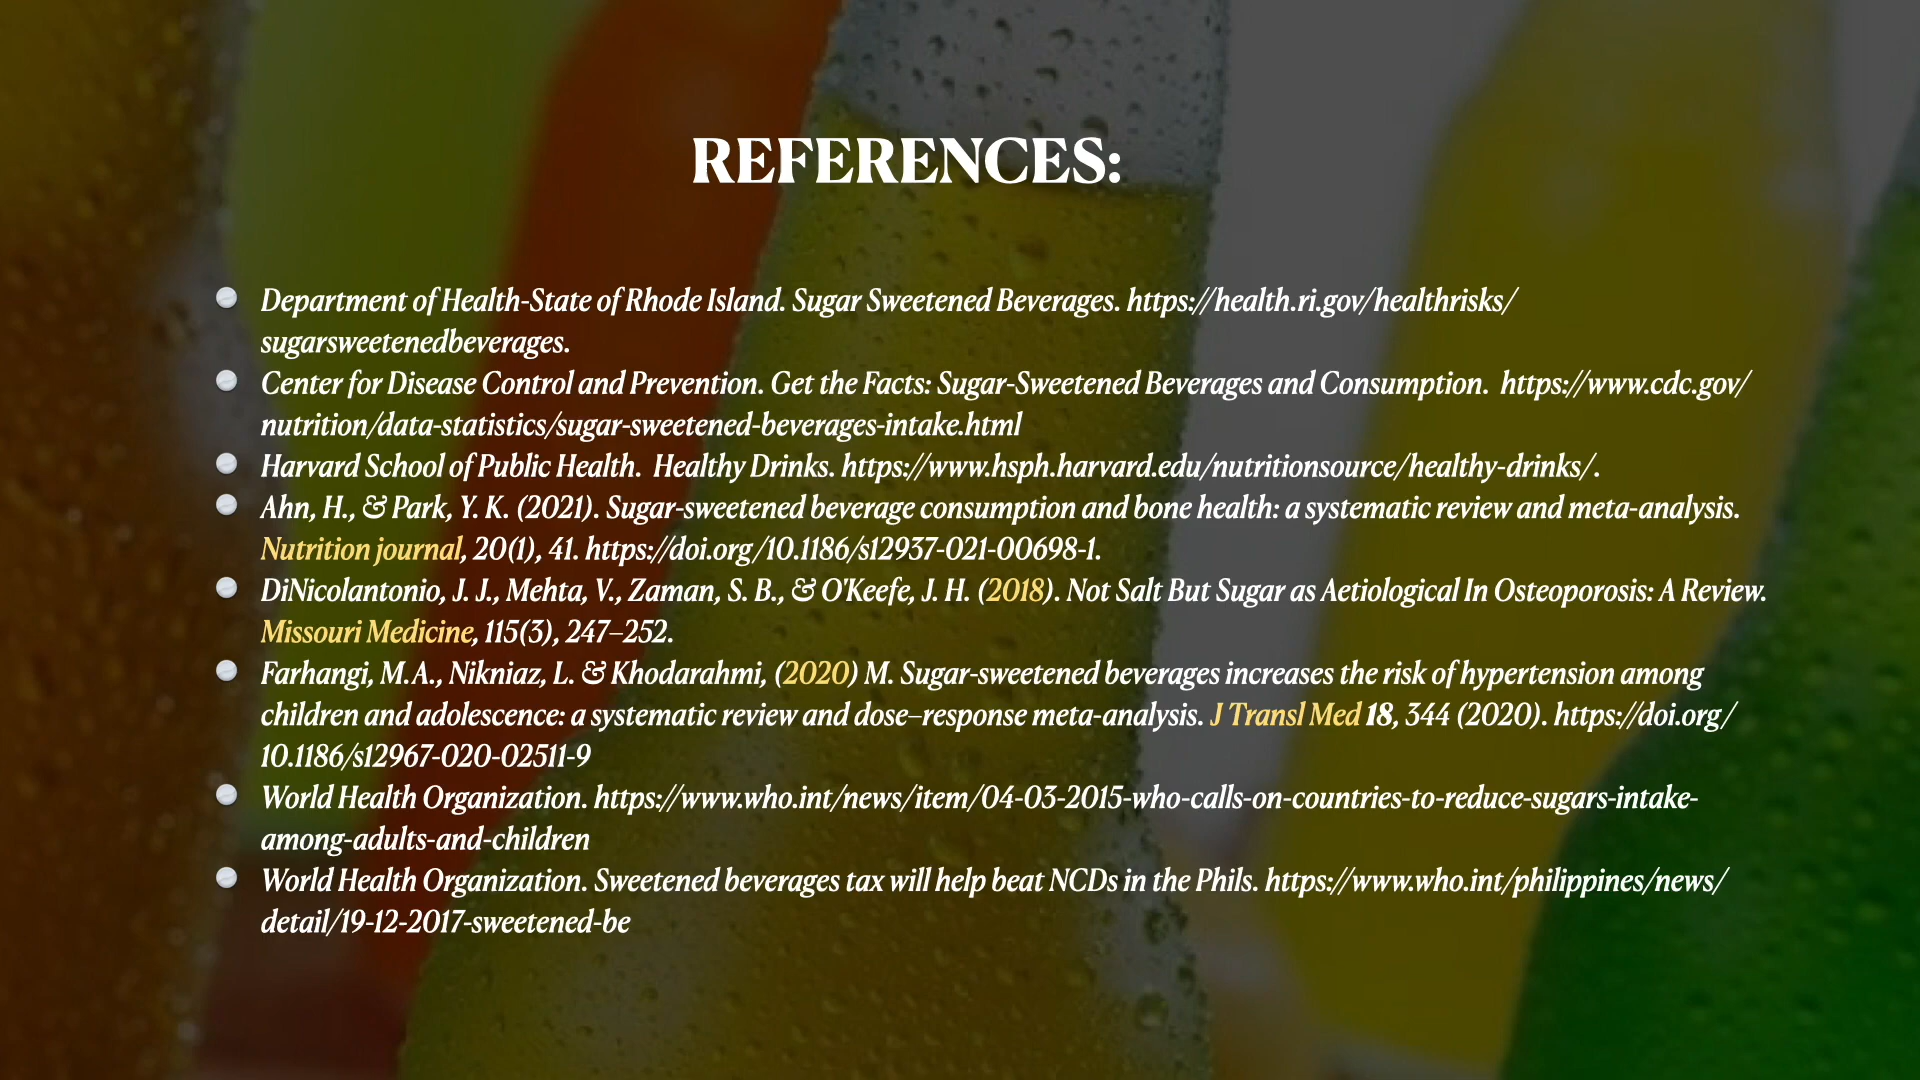 REFERENCES:
Department of Health-State of Rhode Island. Sugar Sweetened Beverages. https://health.ri.gov/healthrisks/
sugarsweetenedbeverages.
Center for Disease Control and Prevention. Get the Facts: Sugar-Sweetened Beverages and Consumption.  https://www.cdc.gov/
nutrition/data-statistics/sugar-sweetened-beverages-intake.html
Harvard School of Public Health.  Healthy Drinks. https://www.hsph.harvard.edu/nutritionsource/healthy-drinks/.
Ahn, H., & Park, Y. K. (2021). Sugar-sweetened beverage consumption and bone health: a systematic review and meta-analysis.
Nutrition journal, 20(1), 41. https://doi.org/10.1186/s12937-021-00698-1.
DiNicolantonio, J. J., Mehta, V., Zaman, S. B., & O'Keefe, J. H. (2018). Not Salt But Sugar as Aetiological In Osteoporosis: A Review.
Missouri Medicine, 115(3), 247–252.
Farhangi, M.A., Nikniaz, L. & Khodarahmi, (2020) M. Sugar-sweetened beverages increases the risk of hypertension among
children and adolescence: a systematic review and dose–response meta-analysis. J Transl Med 18, 344 (2020). https://doi.org/
10.1186/s12967-020-02511-9
World Health Organization. https://www.who.int/news/item/04-03-2015-who-calls-on-countries-to-reduce-sugars-intake-
among-adults-and-children
World Health Organization. Sweetened beverages tax will help beat NCDs in the Phils. https://www.who.int/philippines/news/
detail/19-12-2017-sweetened-be